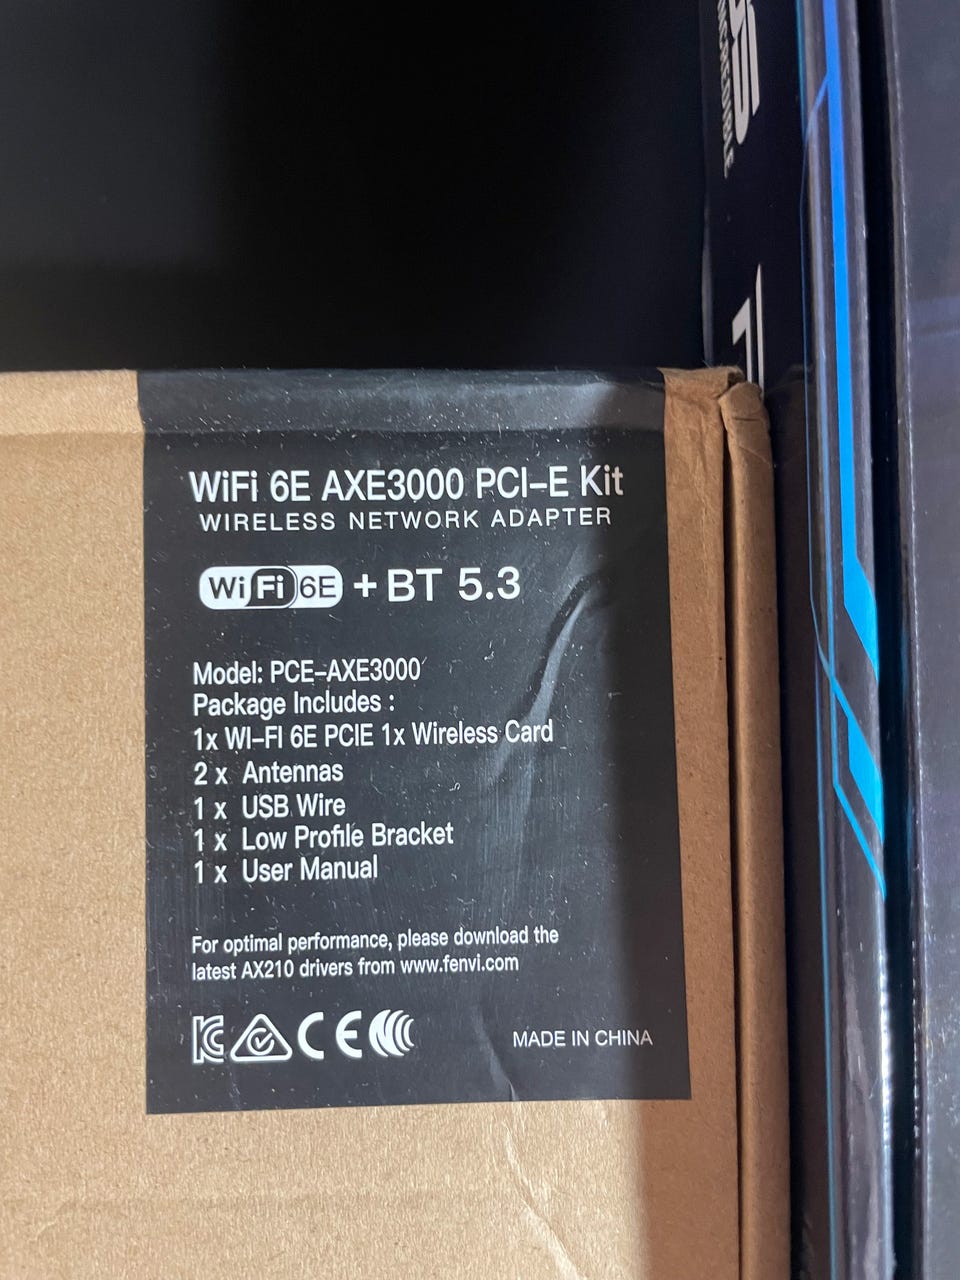 WiFi 6E AXE3000 PCI-E Kit
WIRELESS NETWORK ADAPTER
WiFi 6E + BT 5.3
Model: PCE-AXE3000
Package Includes :
1x WI-FI 6E PCIE 1x Wireless Card
2 x Antennas
1 x USB Wire
1 x Low Profile Bracket
1 x User Manual
For optimal performance, please download the
latest AX210 drivers from www.fenvi.com
CE
MADE IN CHINA
INCREDIBLE